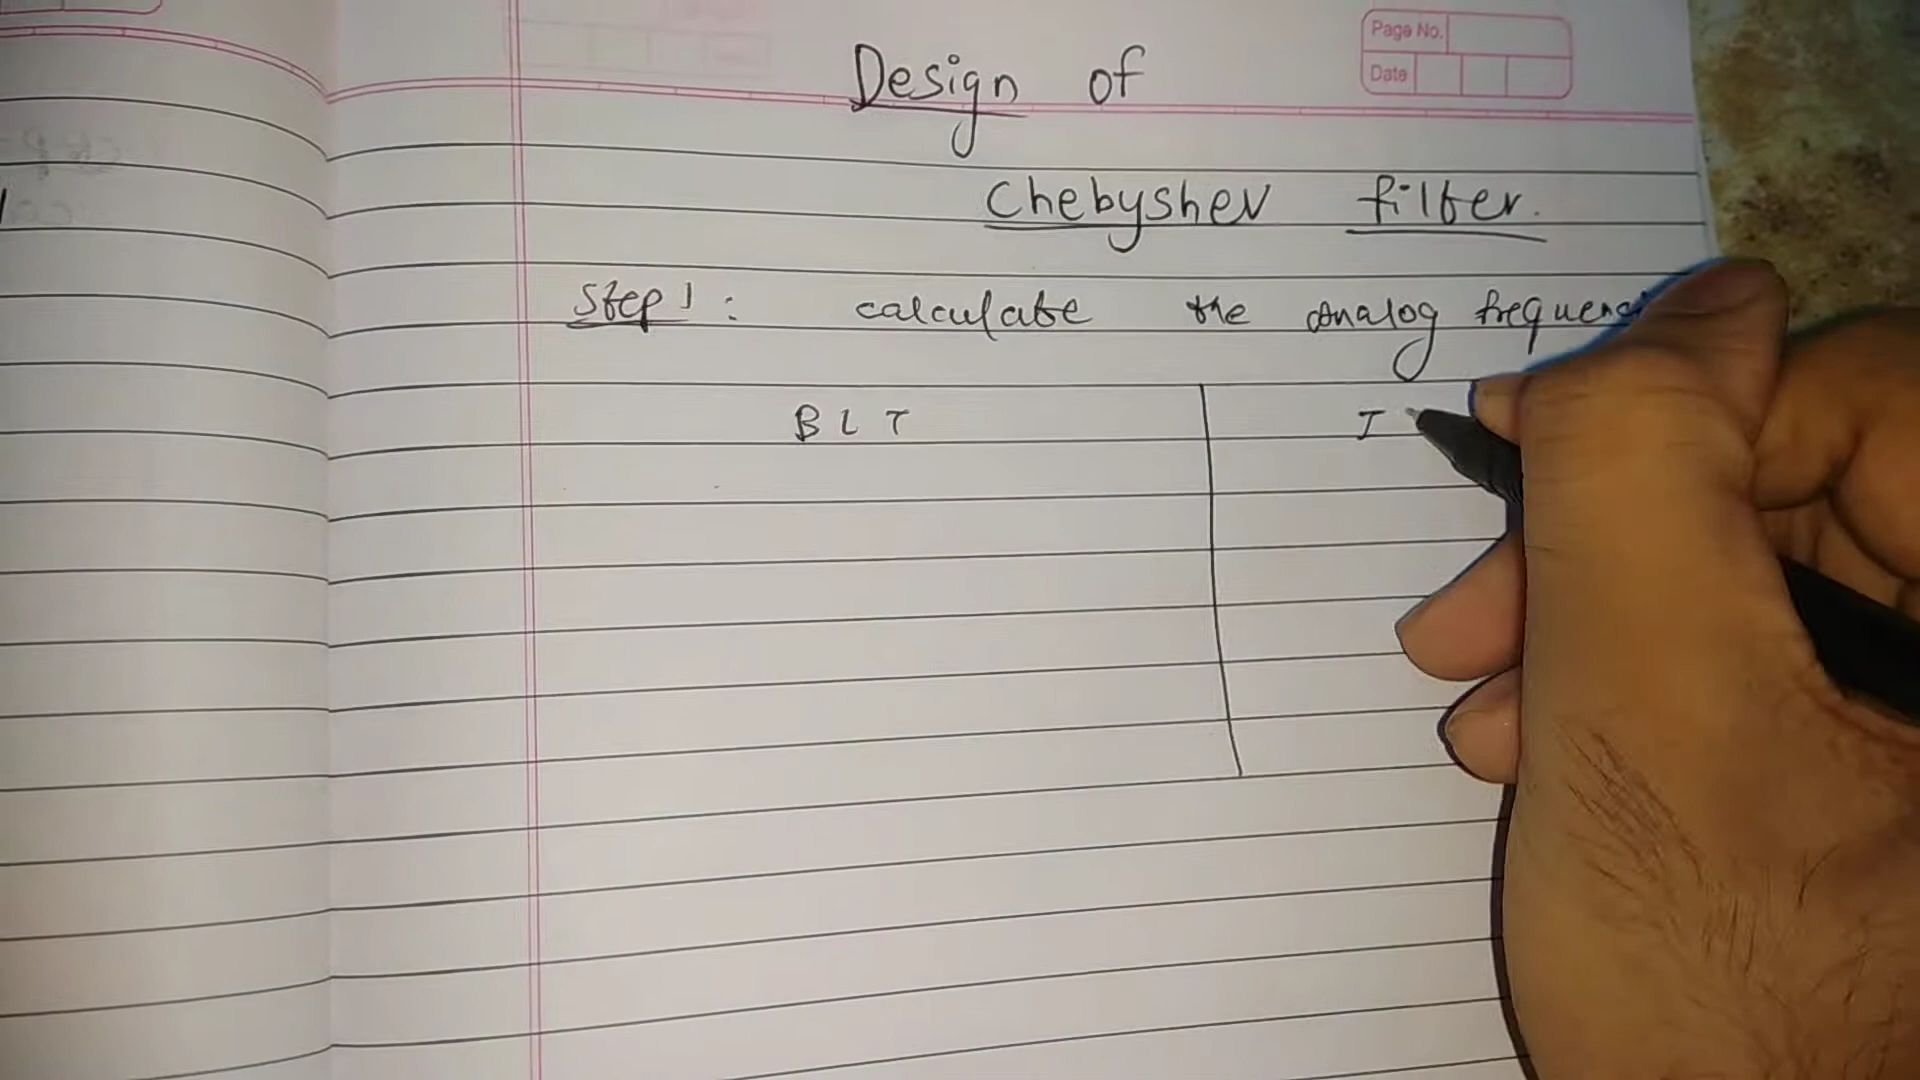 Page No.
Date
Design of
Chebyshev filter.
Step 1 : calculate the analog
BLT I